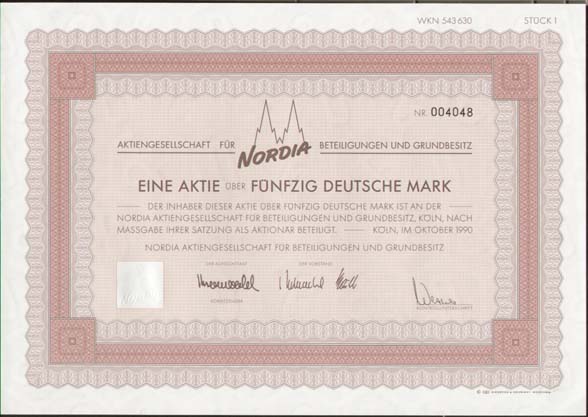 WKN 543 630 STÜCK 1
NR. 004048
AKTIENGESELLSCHAFT FÜR NORDIA BETEILIGUNGEN UND GRUNDBESITZ
EINE AKTIE ÜBER FÜNFZIG DEUTSCHE MARK
DER INHABER DIESER AKTIE ÜBER FÜNFZIG DEUTSCHE MARK IST AN DER
NORDIA AKTIENGESELLSCHAFT FÜR BETEILIGUNGEN UND GRUNDBESITZ, KÖLN, NACH
MASSGABE IHRER SATZUNG ALS AKTIONÄR BETEILIGT. KÖLN, IM OKTOBER 1990
NORDIA AKTIENGESELLSCHAFT FÜR BETEILIGUNGEN UND GRUNDBESITZ
DER AUFSICHTSRAT DER VORSTAND
VORSITZENDER KONTROLLUNTERSCHRIFT